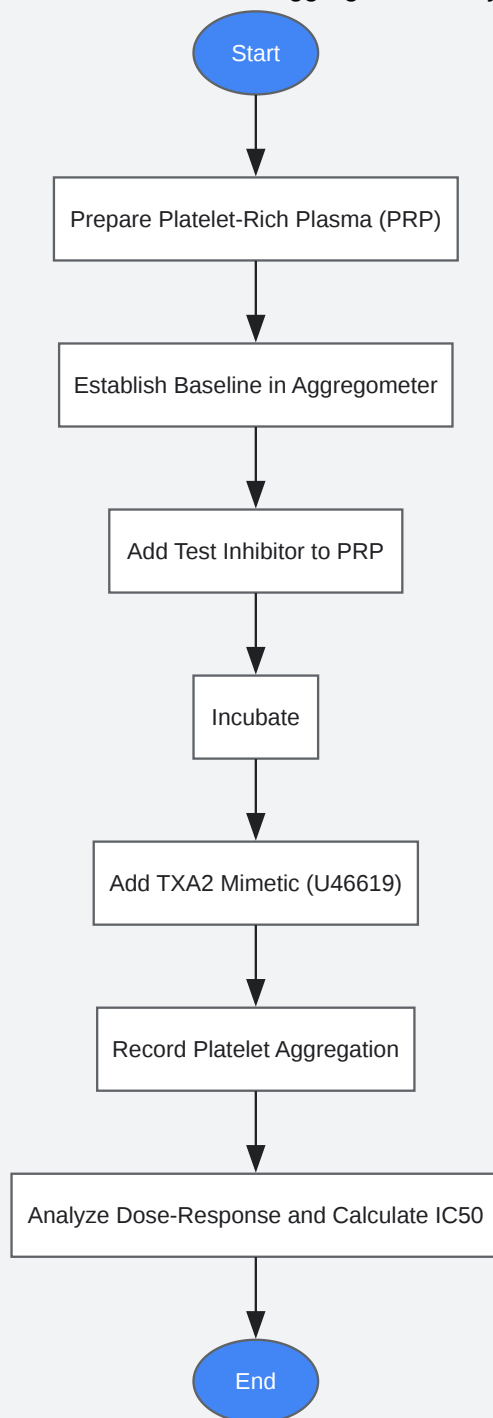 Start
Prepare Platelet-Rich Plasma (PRP)
Establish Baseline in Aggregometer
Add Test Inhibitor to PRP
Incubate
Add TXA2 Mimetic (U46619)
Record Platelet Aggregation
Analyze Dose-Response and Calculate IC50
End